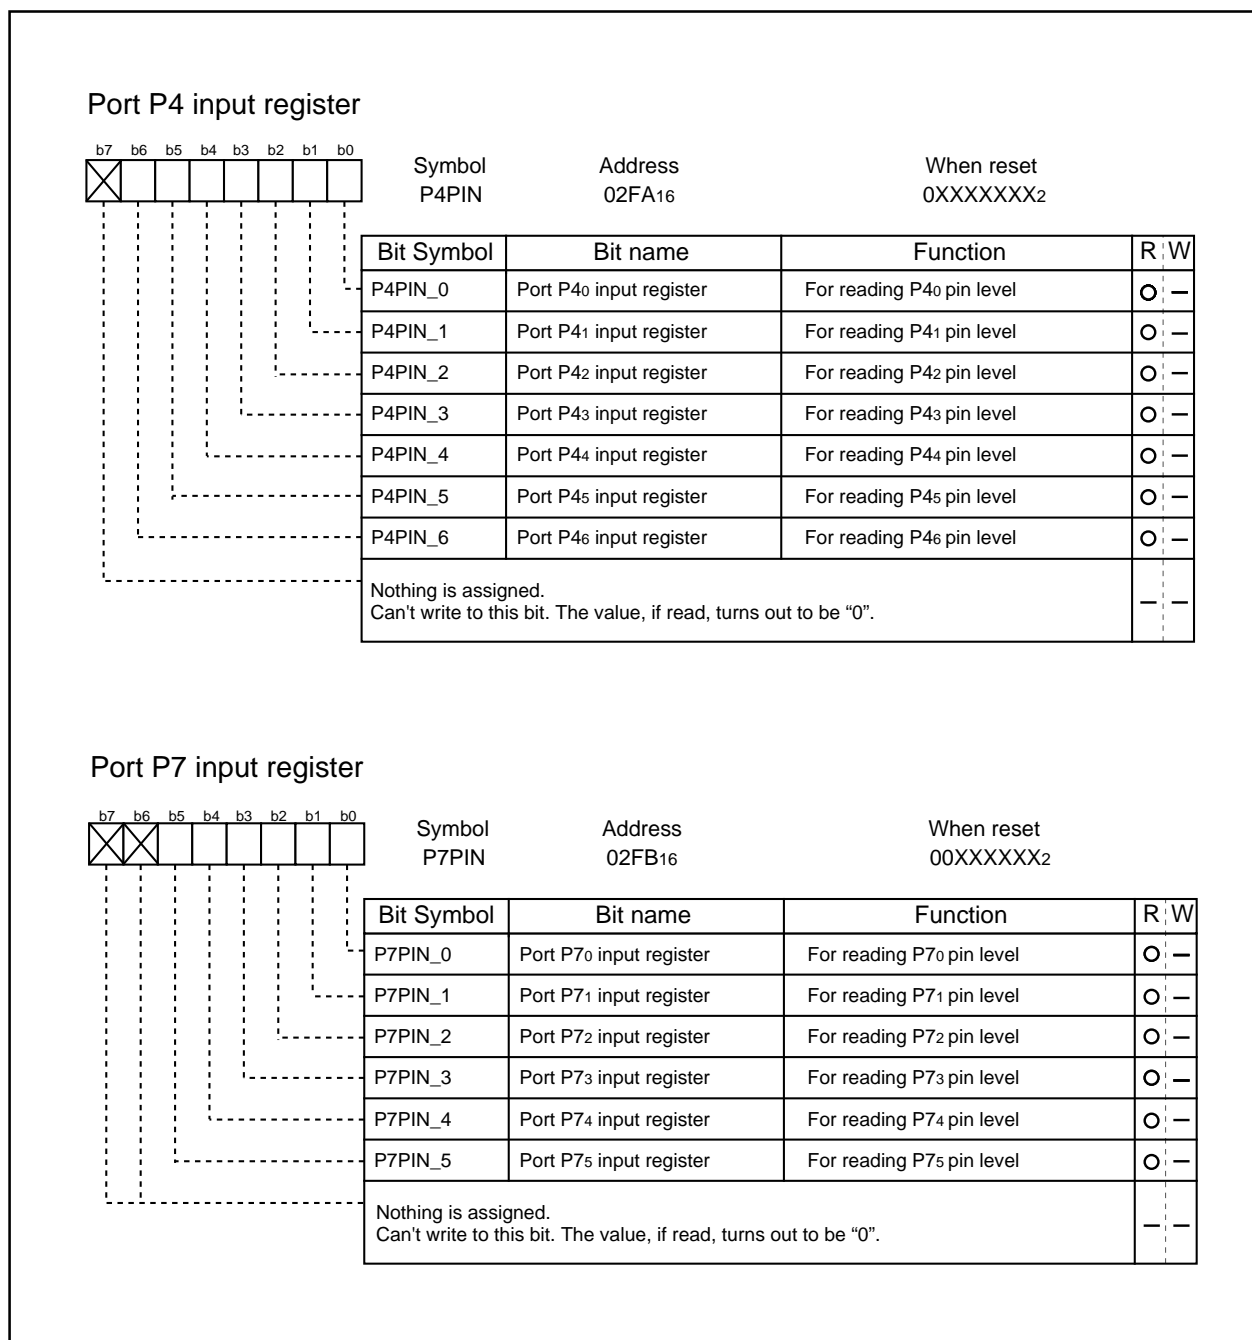 Port P4 input register
b7 b6 b5 b4 b3 b2 b1 b0
Symbol Address When reset
P4PIN 02FA16 0XXXXXXX2
Bit Symbol Bit name Function R W
P4PIN_0 Port P40 input register For reading P40 pin level O –
P4PIN_1 Port P41 input register For reading P41 pin level O –
P4PIN_2 Port P42 input register For reading P42 pin level O –
P4PIN_3 Port P43 input register For reading P43 pin level O –
P4PIN_4 Port P44 input register For reading P44 pin level O –
P4PIN_5 Port P45 input register For reading P45 pin level O –
P4PIN_6 Port P46 input register For reading P46 pin level O –
Nothing is assigned.
Can't write to this bit. The value, if read, turns out to be “0”. – –
Port P7 input register
b7 b6 b5 b4 b3 b2 b1 b0
Symbol Address When reset
P7PIN 02FB16 00XXXXXX2
Bit Symbol Bit name Function R W
P7PIN_0 Port P70 input register For reading P70 pin level O –
P7PIN_1 Port P71 input register For reading P71 pin level O –
P7PIN_2 Port P72 input register For reading P72 pin level O –
P7PIN_3 Port P73 input register For reading P73 pin level O –
P7PIN_4 Port P74 input register For reading P74 pin level O –
P7PIN_5 Port P75 input register For reading P75 pin level O –
Nothing is assigned.
Can't write to this bit. The value, if read, turns out to be “0”. – –